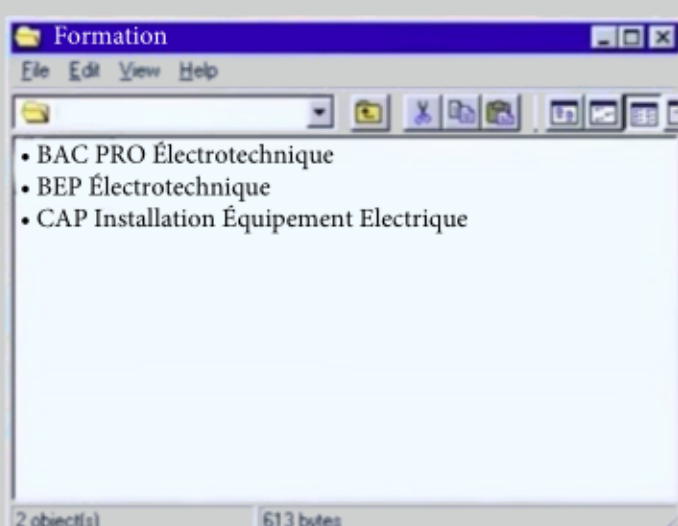 Formation
File Edit View Help
• BAC PRO Électrotechnique
• BEP Électrotechnique
• CAP Installation Équipement Electrique
2 object(s) 613 bytes